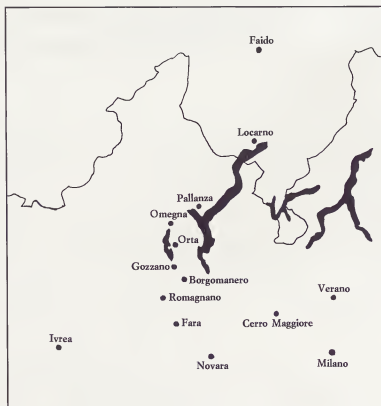 Faido
Locarno
Pallanza
Omegna
Orta
Gozzano
Borgomanero
Romagnano
Verano
Fara
Cerro Maggiore
Ivrea
Novara
Milano